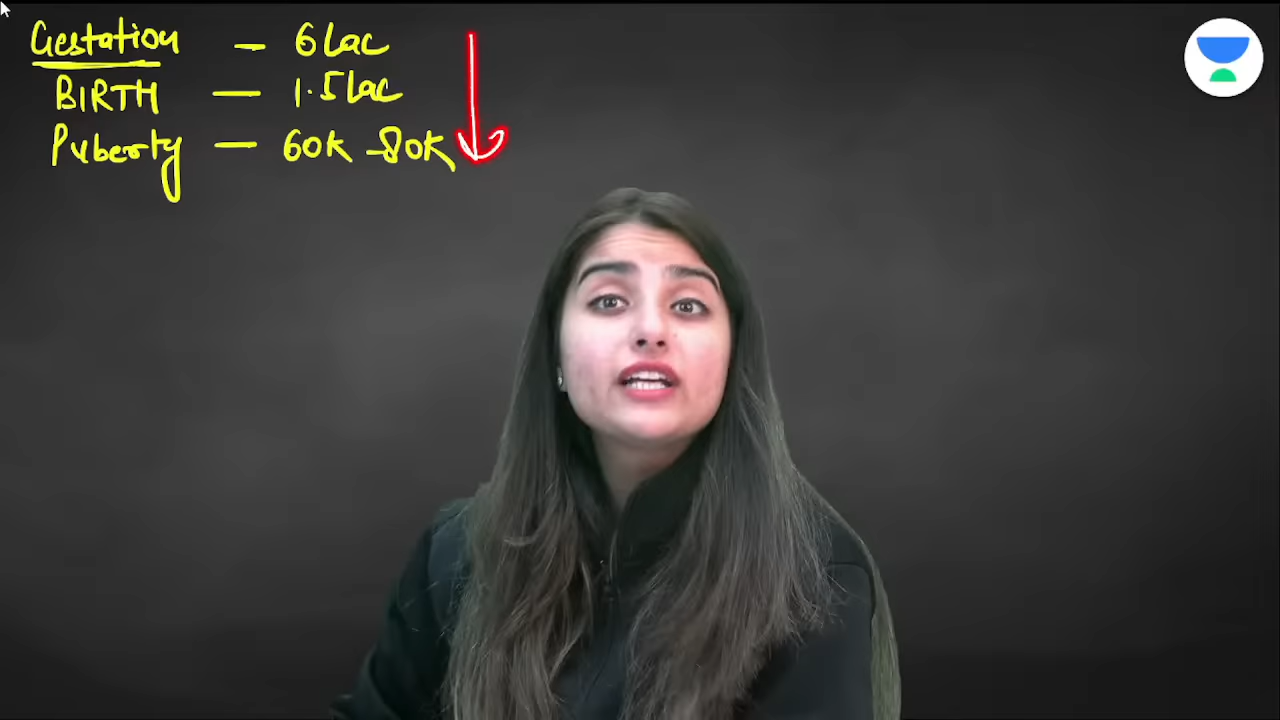 Gestation — 6 Lac
BIRTH — 1.5 lac
Puberty — 60k - 80k